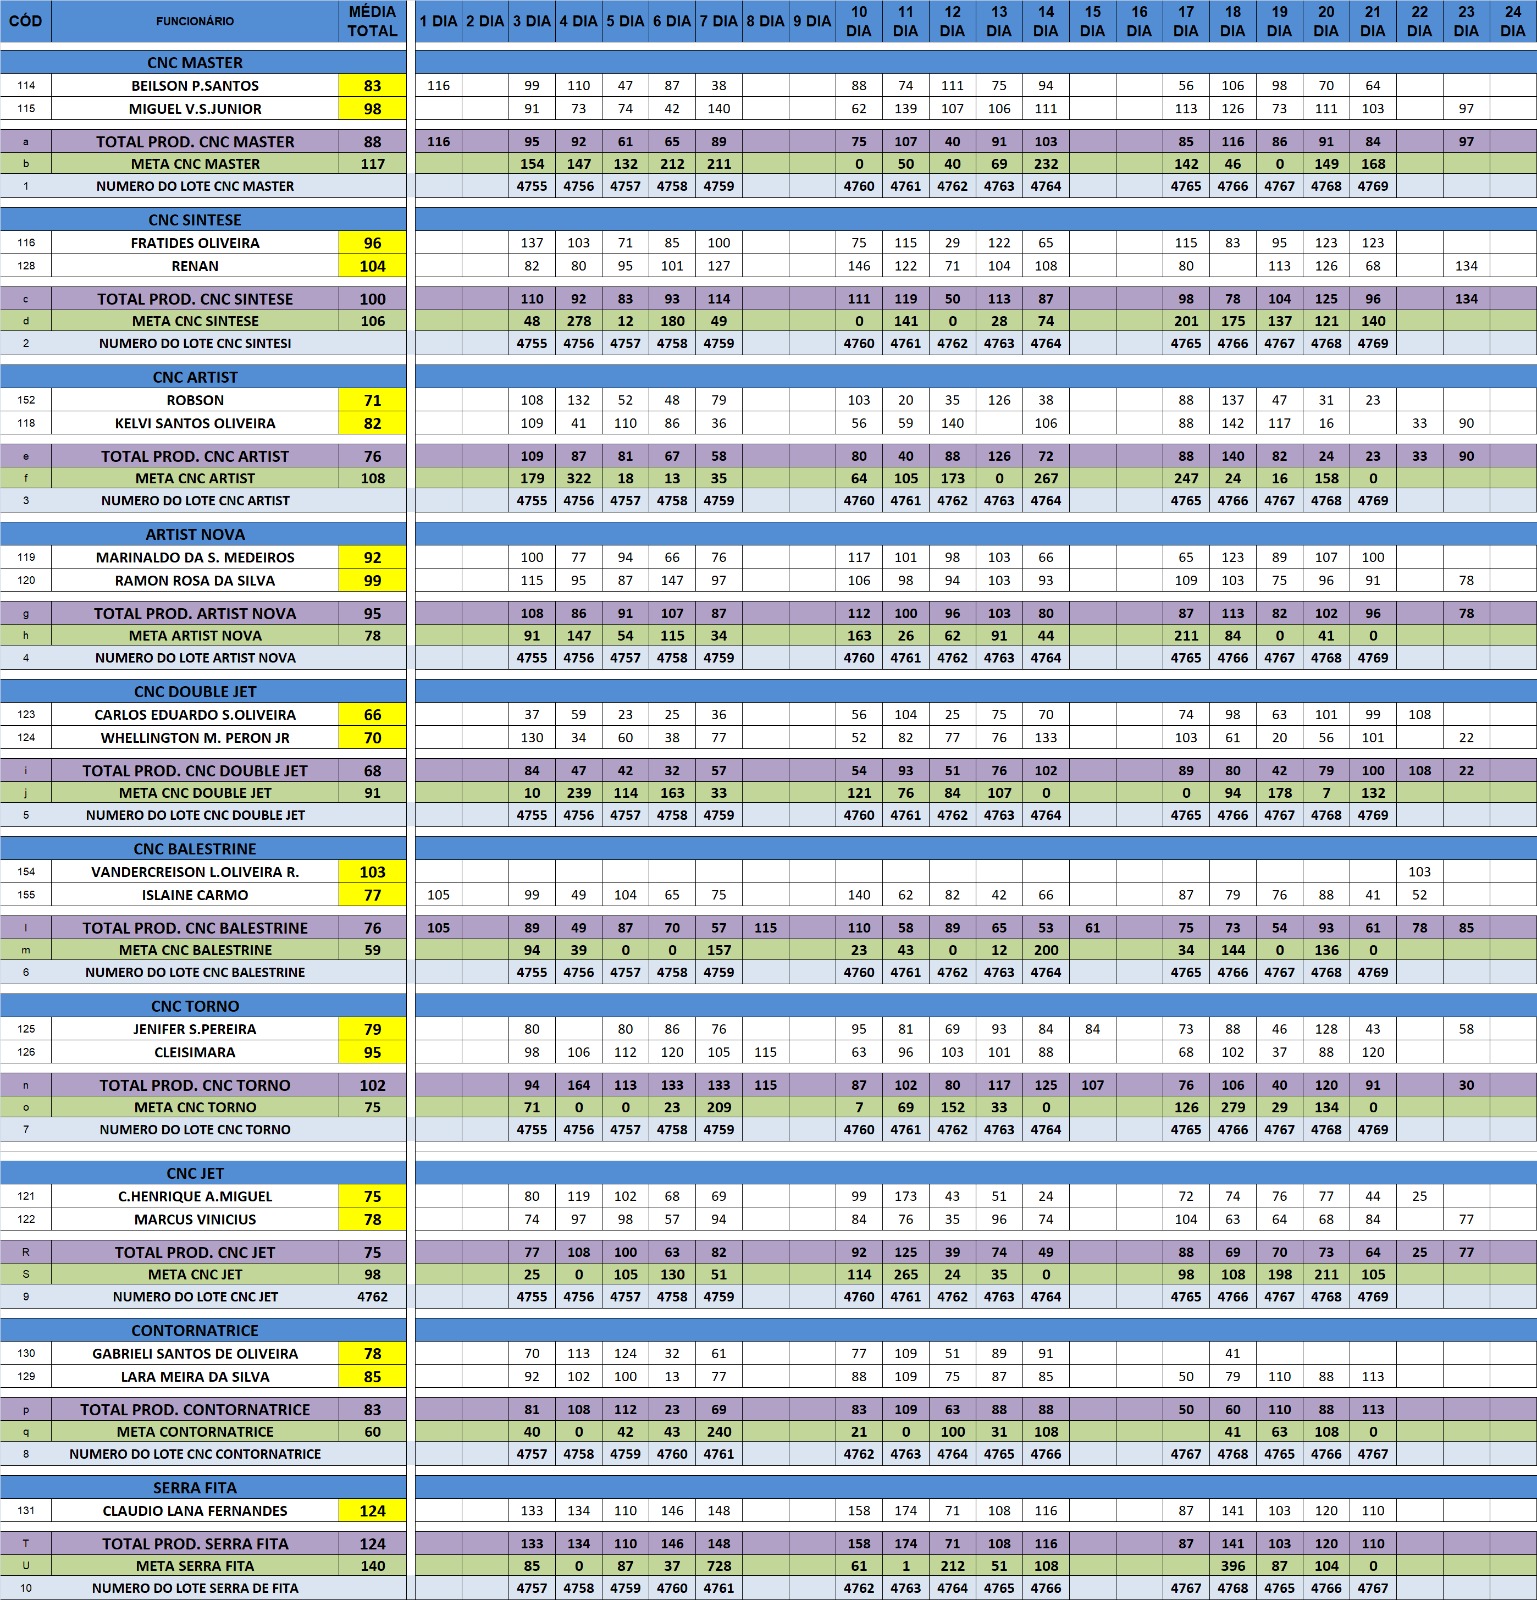 CÓD FUNCIONÁRIO MÉDIA TOTAL 1 DIA 2 DIA 3 DIA 4 DIA 5 DIA 6 DIA 7 DIA 8 DIA 9 DIA 10 DIA 11 DIA 12 DIA 13 DIA 14 DIA 15 DIA 16 DIA 17 DIA 18 DIA 19 DIA 20 DIA 21 DIA 22 DIA 23 DIA 24 DIA
CNC MASTER
114 BEILSON P.SANTOS 83 116 99 110 47 87 38 88 74 111 75 94 56 106 98 70 64
115 MIGUEL V.S.JUNIOR 98 91 73 74 42 140 62 139 107 106 111 113 126 73 111 103 97
a TOTAL PROD. CNC MASTER 88 116 95 92 61 65 89 75 107 40 91 103 85 116 86 91 84 97
b META CNC MASTER 117 154 147 132 212 211 0 50 40 69 232 142 46 0 149 168
1 NUMERO DO LOTE CNC MASTER 4755 4756 4757 4758 4759 4760 4761 4762 4763 4764 4765 4766 4767 4768 4769
CNC SINTESE
116 FRATIDES OLIVEIRA 96 137 103 71 85 100 75 115 29 122 65 115 83 95 123 123
128 RENAN 104 82 80 95 101 127 146 122 71 104 108 80 113 126 68 134
c TOTAL PROD. CNC SINTESE 100 110 92 83 93 114 111 119 50 113 87 98 78 104 125 96 134
d META CNC SINTESE 106 48 278 12 180 49 0 141 0 28 74 201 175 137 121 140
2 NUMERO DO LOTE CNC SINTESI 4755 4756 4757 4758 4759 4760 4761 4762 4763 4764 4765 4766 4767 4768 4769
CNC ARTIST
152 ROBSON 71 108 132 52 48 79 103 20 35 126 38 88 137 47 31 23
118 KELVI SANTOS OLIVEIRA 82 109 41 110 86 36 56 59 140 106 88 142 117 16 33 90
e TOTAL PROD. CNC ARTIST 76 109 87 81 67 58 80 40 88 126 72 88 140 82 24 23 33 90
f META CNC ARTIST 108 179 322 18 13 35 64 105 173 0 267 247 24 16 158 0
3 NUMERO DO LOTE CNC ARTIST 4755 4756 4757 4758 4759 4760 4761 4762 4763 4764 4765 4766 4767 4768 4769
ARTIST NOVA
119 MARINALDO DA S. MEDEIROS 92 100 77 94 66 76 117 101 98 103 66 65 123 89 107 100
120 RAMON ROSA DA SILVA 99 115 95 87 147 97 106 98 94 103 93 109 103 75 96 91 78
g TOTAL PROD. ARTIST NOVA 95 108 86 91 107 87 112 100 96 103 80 87 113 82 102 96 78
h META ARTIST NOVA 78 91 147 54 115 34 163 26 62 91 44 211 84 0 41 0
4 NUMERO DO LOTE ARTIST NOVA 4755 4756 4757 4758 4759 4760 4761 4762 4763 4764 4765 4766 4767 4768 4769
CNC DOUBLE JET
123 CARLOS EDUARDO S.OLIVEIRA 66 37 59 23 25 36 56 104 25 75 70 74 98 63 101 99 108
124 WHELLINGTON M. PERON JR 70 130 34 60 38 77 52 82 77 76 133 103 61 20 56 101 22
i TOTAL PROD. CNC DOUBLE JET 68 84 47 42 32 57 54 93 51 76 102 89 80 42 79 100 108 22
j META CNC DOUBLE JET 91 10 239 114 163 33 121 76 84 107 0 0 94 178 7 132
5 NUMERO DO LOTE CNC DOUBLE JET 4755 4756 4757 4758 4759 4760 4761 4762 4763 4764 4765 4766 4767 4768 4769
CNC BALESTRINE
154 VANDERCREISON L.OLIVEIRA R. 103 103
155 ISLAINE CARMO 77 105 99 49 104 65 75 140 62 82 42 66 87 79 76 88 41 52
l TOTAL PROD. CNC BALESTRINE 76 105 89 49 87 70 57 115 110 58 89 65 53 61 75 73 54 93 61 78 85
m META CNC BALESTRINE 59 94 39 0 0 157 23 43 0 12 200 34 144 0 136 0
6 NUMERO DO LOTE CNC BALESTRINE 4755 4756 4757 4758 4759 4760 4761 4762 4763 4764 4765 4766 4767 4768 4769
CNC TORNO
125 JENIFER S.PEREIRA 79 80 80 86 76 95 81 69 93 84 84 73 88 46 128 43 58
126 CLEISIMARA 95 98 106 112 120 105 115 63 96 103 101 88 68 102 37 88 120
n TOTAL PROD. CNC TORNO 102 94 164 113 133 133 115 87 102 80 117 125 107 76 106 40 120 91 30
o META CNC TORNO 75 71 0 0 23 209 7 69 152 33 0 126 279 29 134 0
7 NUMERO DO LOTE CNC TORNO 4755 4756 4757 4758 4759 4760 4761 4762 4763 4764 4765 4766 4767 4768 4769
CNC JET
121 C.HENRIQUE A.MIGUEL 75 80 119 102 68 69 99 173 43 51 24 72 74 76 77 44 25
122 MARCUS VINICIUS 78 74 97 98 57 94 84 76 35 96 74 104 63 64 68 84 77
R TOTAL PROD. CNC JET 75 77 108 100 63 82 92 125 39 74 49 88 69 70 73 64 25 77
S META CNC JET 98 25 0 105 130 51 114 265 24 35 0 98 108 198 211 105
9 NUMERO DO LOTE CNC JET 4762 4755 4756 4757 4758 4759 4760 4761 4762 4763 4764 4765 4766 4767 4768 4769
CONTORNATRICE
130 GABRIELI SANTOS DE OLIVEIRA 78 70 113 124 32 61 77 109 51 89 91 41
129 LARA MEIRA DA SILVA 85 92 102 100 13 77 88 109 75 87 85 50 79 110 88 113
p TOTAL PROD. CONTORNATRICE 83 81 108 112 23 69 83 109 63 88 88 50 60 110 88 113
q META CONTORNATRICE 60 40 0 42 43 240 21 0 100 31 108 41 63 108 0
8 NUMERO DO LOTE CNC CONTORNATRICE 4757 4758 4759 4760 4761 4762 4763 4764 4765 4766 4767 4768 4765 4766 4767
SERRA FITA
131 CLAUDIO LANA FERNANDES 124 133 134 110 146 148 158 174 71 108 116 87 141 103 120 110
T TOTAL PROD. SERRA FITA 124 133 134 110 146 148 158 174 71 108 116 87 141 103 120 110
U META SERRA FITA 140 85 0 87 37 728 61 1 212 51 108 396 87 104 0
10 NUMERO DO LOTE SERRA DE FITA 4757 4758 4759 4760 4761 4762 4763 4764 4765 4766 4767 4768 4765 4766 4767